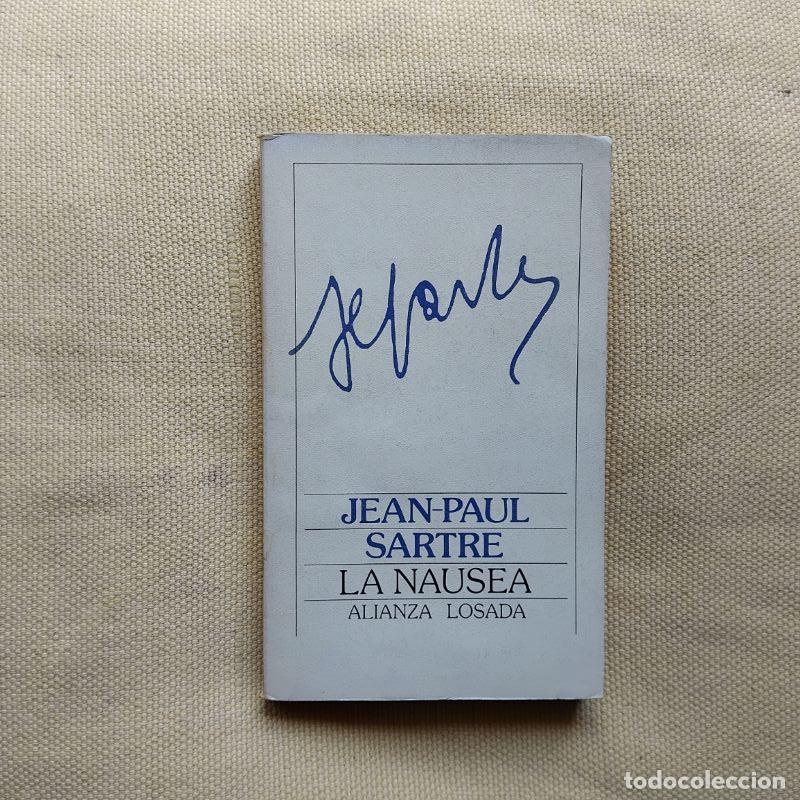 JEAN-PAUL
SARTRE
LA NAUSEA
ALIANZA LOSADA
todocoleccion